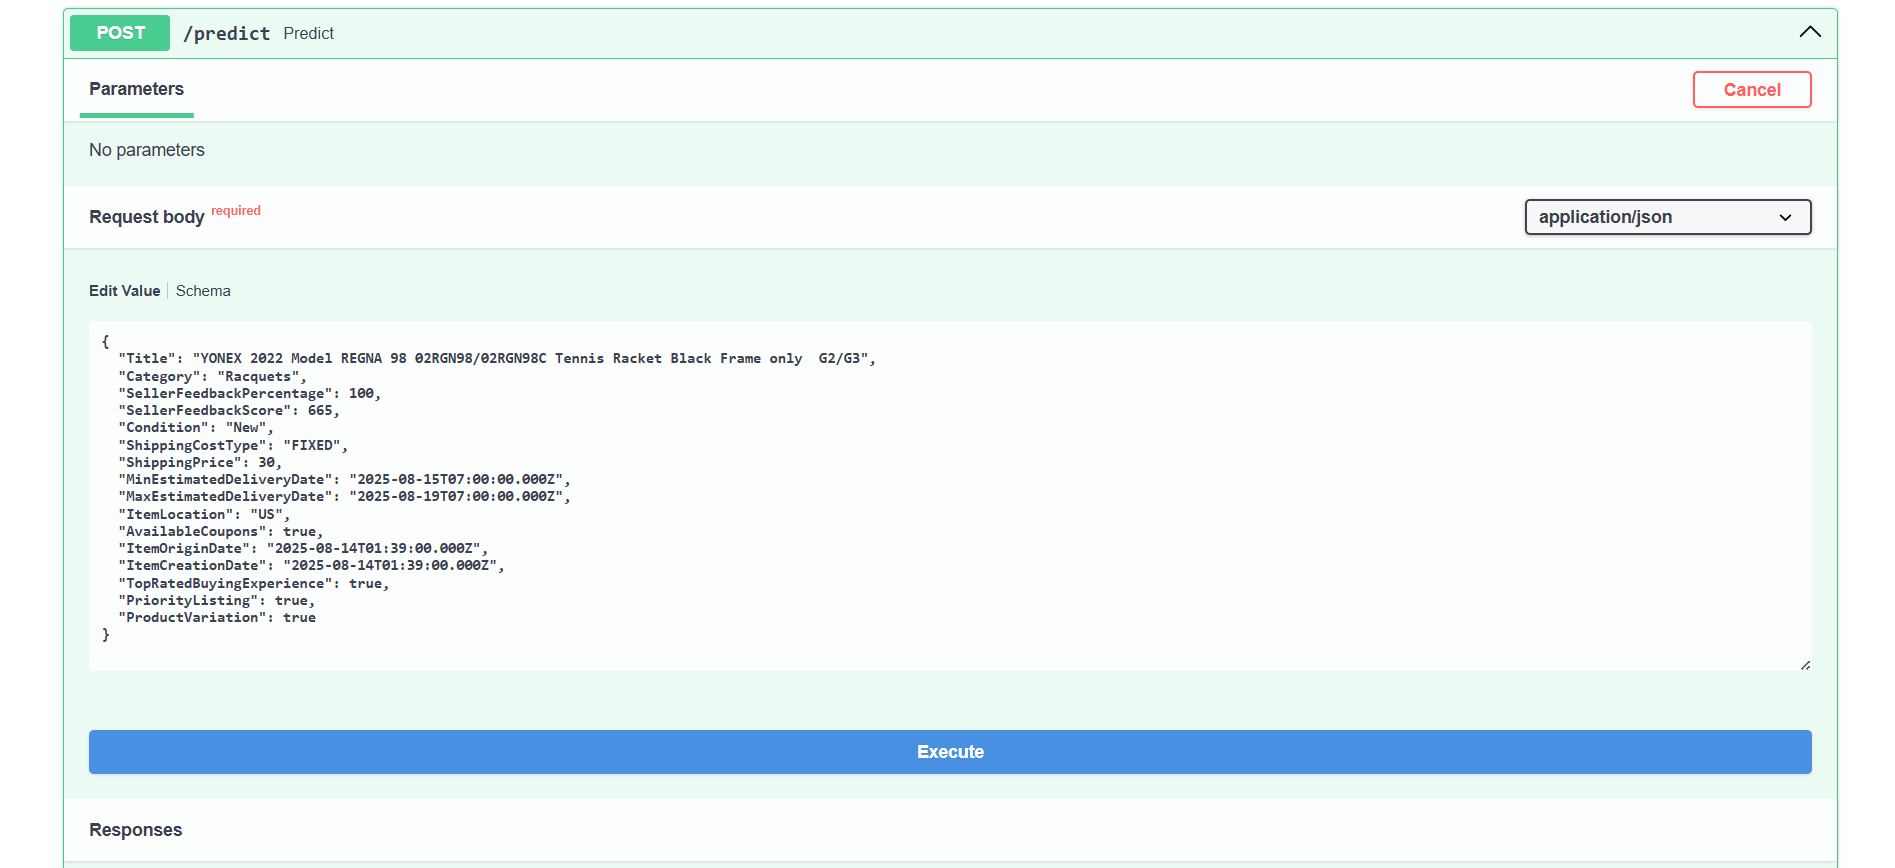 POST /predict Predict
Parameters
Cancel
No parameters
Request body required
application/json
Edit Value Schema
{
  "Title": "YONEX 2022 Model REGNA 98 02RGN98/02RGN98C Tennis Racket Black Frame only  G2/G3",
  "Category": "Racquets",
  "SellerFeedbackPercentage": 100,
  "SellerFeedbackScore": 665,
  "Condition": "New",
  "ShippingCostType": "FIXED",
  "ShippingPrice": 30,
  "MinEstimatedDeliveryDate": "2025-08-15T07:00:00.000Z",
  "MaxEstimatedDeliveryDate": "2025-08-19T07:00:00.000Z",
  "ItemLocation": "US",
  "AvailableCoupons": true,
  "ItemOriginDate": "2025-08-14T01:39:00.000Z",
  "ItemCreationDate": "2025-08-14T01:39:00.000Z",
  "TopRatedBuyingExperience": true,
  "PriorityListing": true,
  "ProductVariation": true
}
Execute
Responses